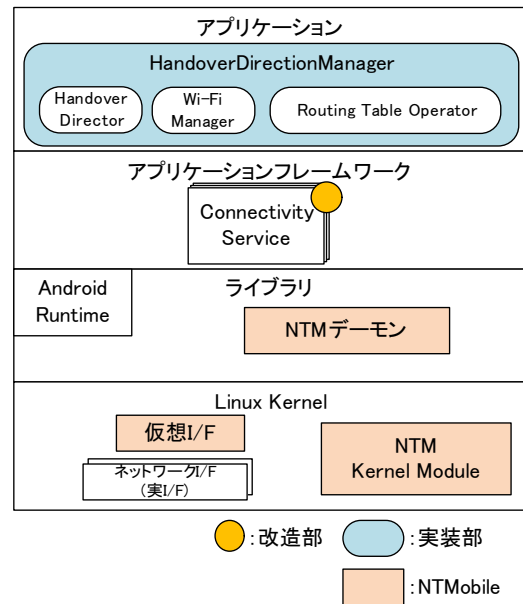 アプリケーション
HandoverDirectionManager
Handover
Director
Wi-Fi
Manager
Routing Table Operator
アプリケーションフレームワーク
Connectivity
Service
Android
Runtime
ライブラリ
NTMデーモン
Linux Kernel
仮想I/F
ネットワークI/F
(実I/F)
NTM
Kernel Module
:改造部
:実装部
:NTMobile